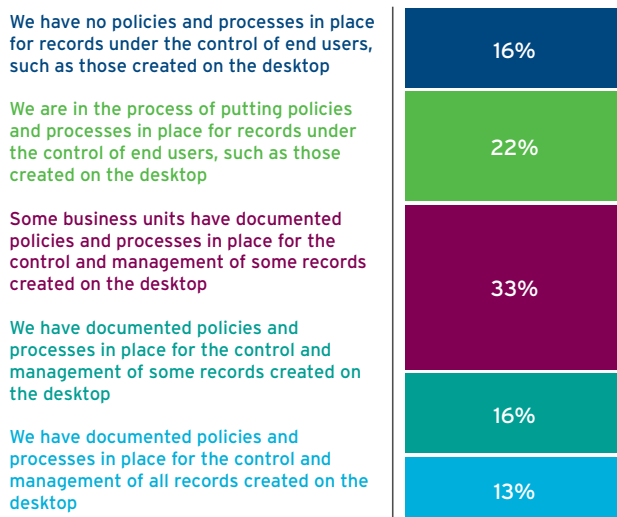 We have no policies and processes in place
for records under the control of end users,
such as those created on the desktop
16%
We are in the process of putting policies
and processes in place for records under
the control of end users, such as those
created on the desktop
22%
Some business units have documented
policies and processes in place for the
control and management of some records
created on the desktop
33%
We have documented policies and
processes in place for the control and
management of some records created on
the desktop
16%
We have documented policies and
processes in place for the control and
management of all records created on the
desktop
13%